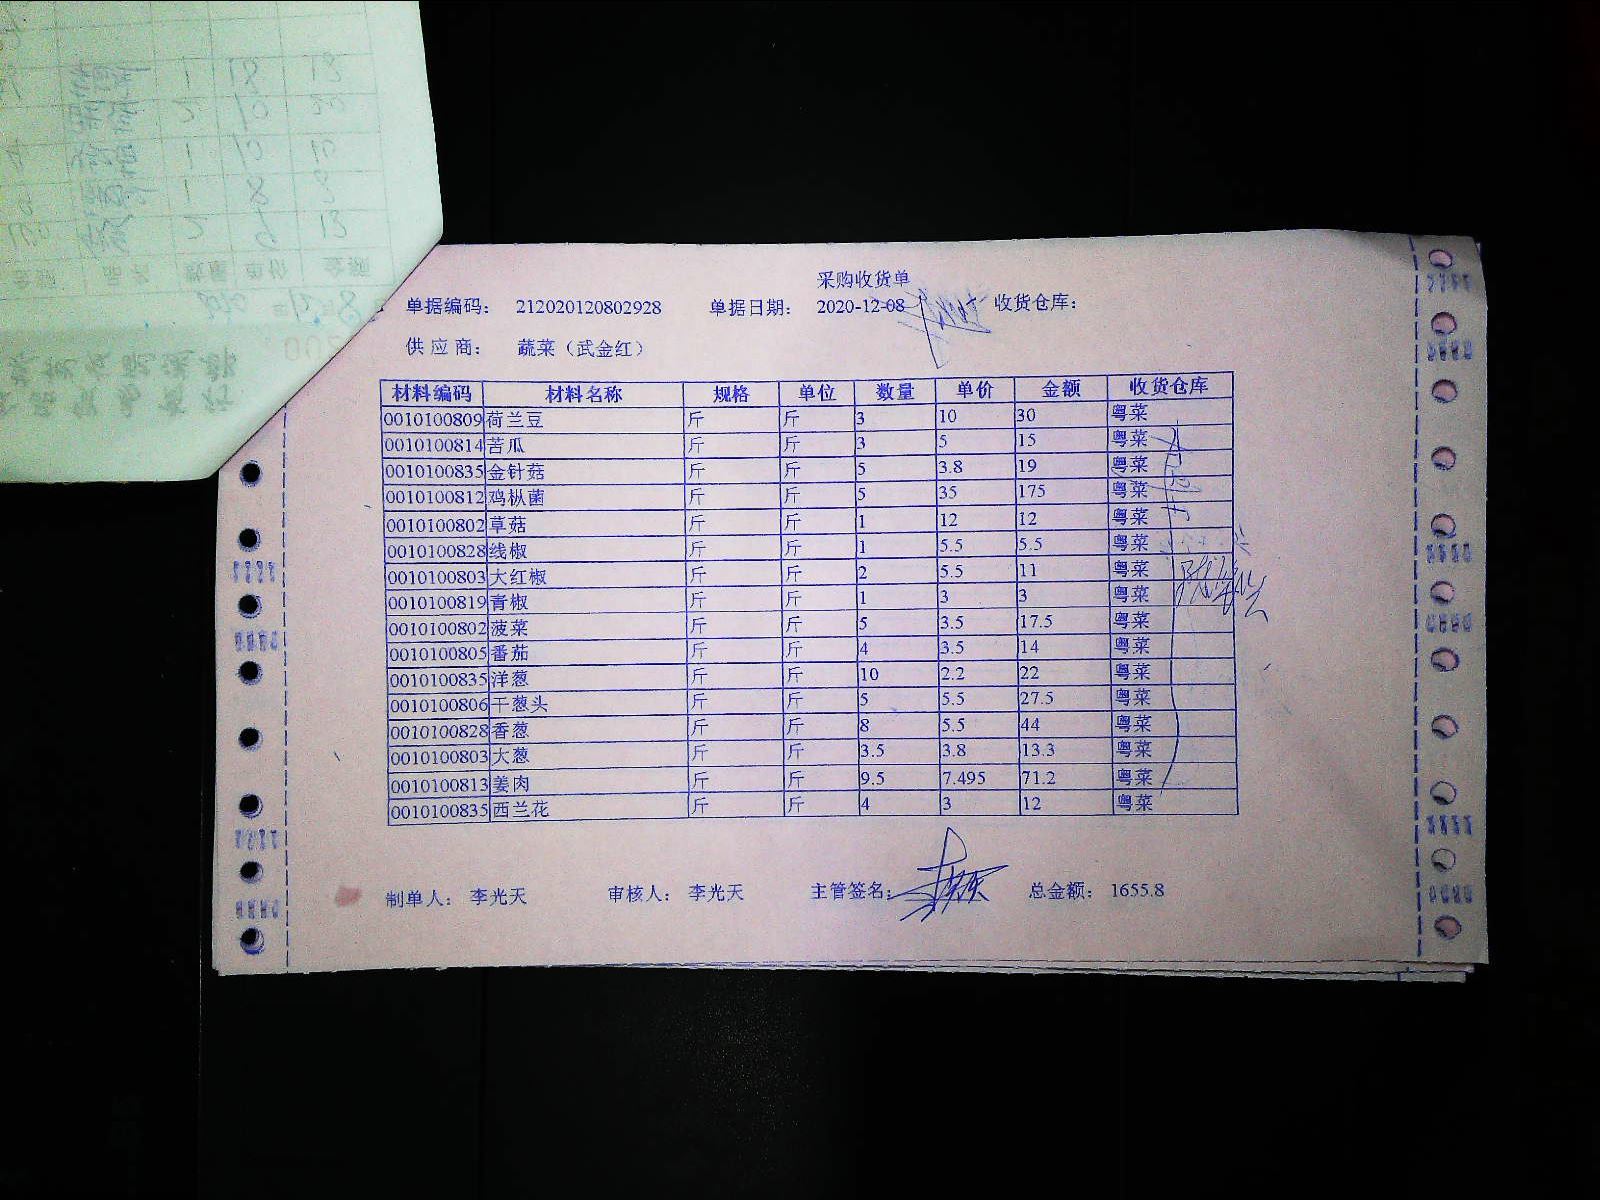 采购收货单
单据编码： 212020120802928 单据日期： 2020-12-08 收货仓库：
供应商： 蔬菜（武金红）
材料编码 材料名称 规格 单位 数量 单价 金额 收货仓库
0010100809 荷兰豆 斤 斤 3 10 30 粤菜
0010100814 苦瓜 斤 斤 3 5 15 粤菜
0010100835 金针菇 斤 斤 5 3.8 19 粤菜
0010100812 鸡枞菌 斤 斤 5 35 175 粤菜
0010100802 草菇 斤 斤 1 12 12 粤菜
0010100828 线椒 斤 斤 1 5.5 5.5 粤菜
0010100803 大红椒 斤 斤 2 5.5 11 粤菜
0010100819 青椒 斤 斤 1 3 3 粤菜
0010100802 菠菜 斤 斤 5 3.5 17.5 粤菜
0010100805 番茄 斤 斤 4 3.5 14 粤菜
0010100835 洋葱 斤 斤 10 2.2 22 粤菜
0010100806 干葱头 斤 斤 5 5.5 27.5 粤菜
0010100828 香葱 斤 斤 8 5.5 44 粤菜
0010100803 大葱 斤 斤 3.5 3.8 13.3 粤菜
0010100813 姜肉 斤 斤 9.5 7.495 71.2 粤菜
0010100835 西兰花 斤 斤 4 3 12 粤菜
制单人： 李光天 审核人： 李光天 主管签名： 总金额： 1655.8